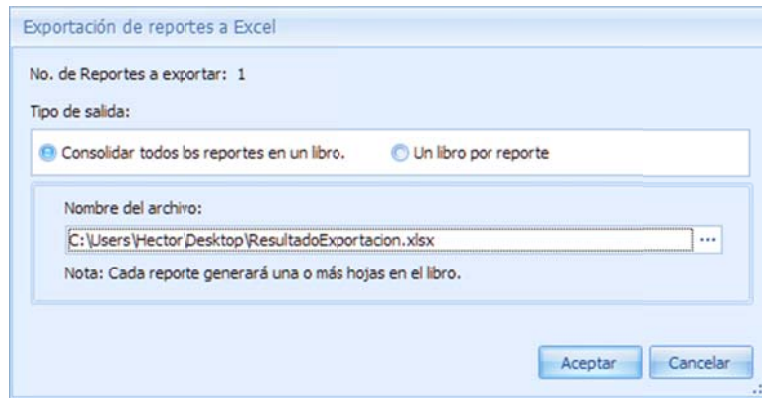 Exportación de reportes a Excel
No. de Reportes a exportar: 1
Tipo de salida:
Consolidar todos los reportes en un libro. Un libro por reporte
Nombre del archivo:
C:\Users\Hector\Desktop\ResultadoExportacion.xlsx ...
Nota: Cada reporte generará una o más hojas en el libro.
Aceptar Cancelar